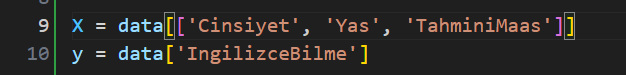 9 X = data[['Cinsiyet', 'Yas', 'TahminiMaas']]
10 y = data['IngilizceBilme']